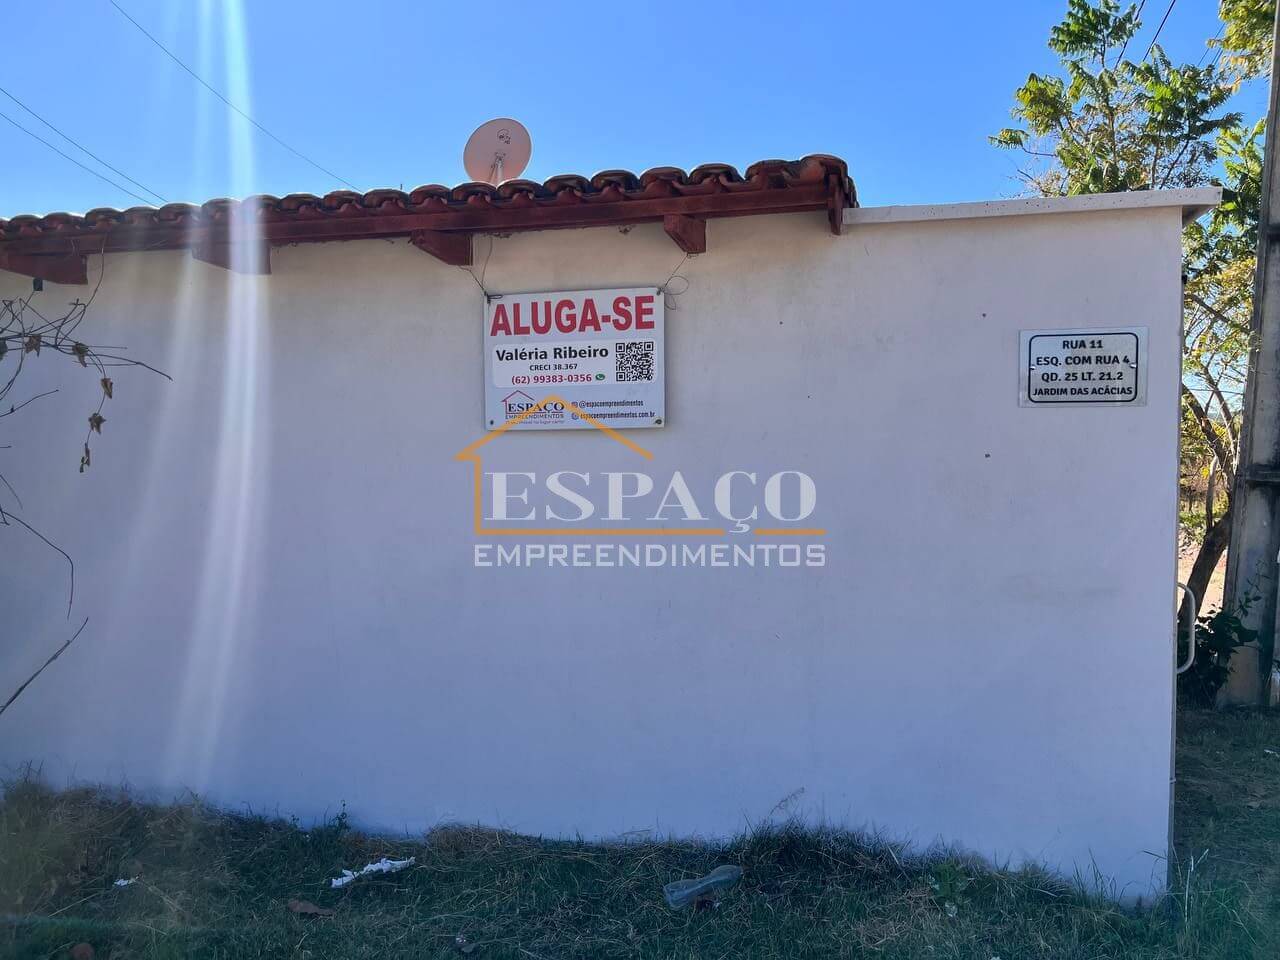 ALUGA-SE
Valéria Ribeiro
CRECI 38.367
(62) 99383-0356
ESPAÇO
EMPREENDIMENTOS
@espacoempreendimentos
espacoempreendimentos.com.br
RUA 11
ESQ. COM RUA 4
QD. 25 LT. 21.2
JARDIM DAS ACÁCIAS
ESPAÇO
EMPREENDIMENTOS